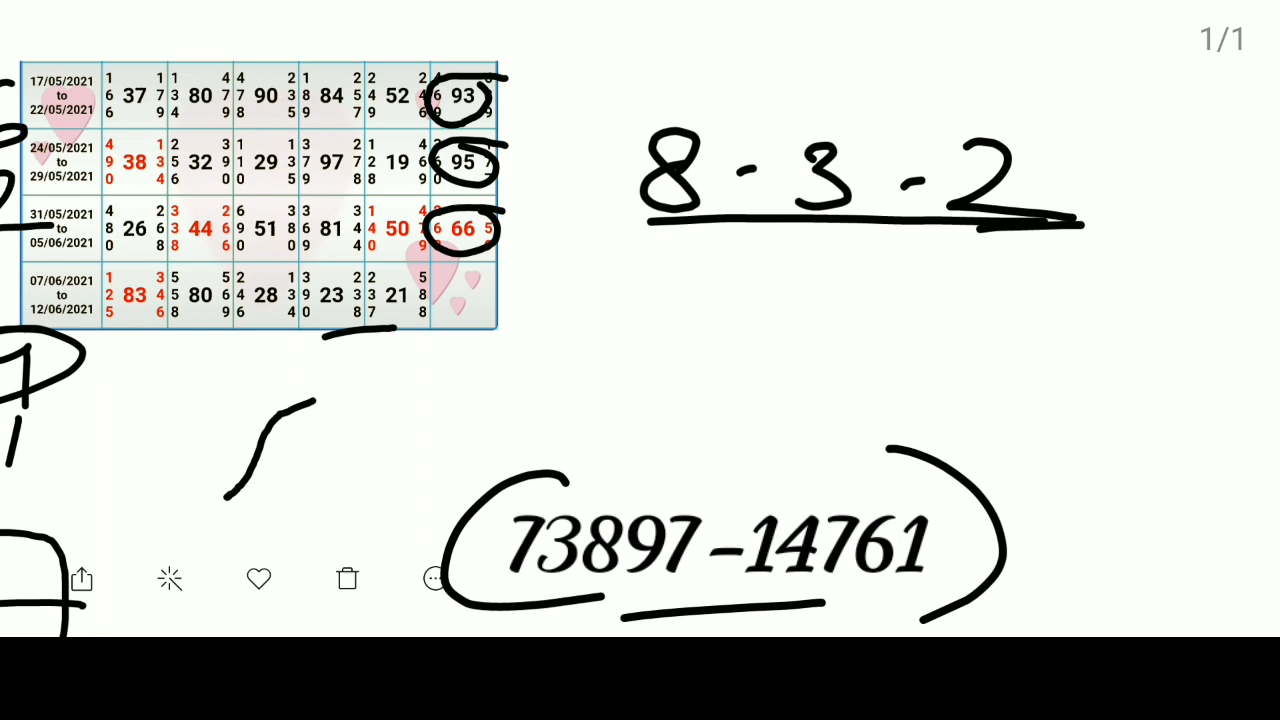 1/1
17/05/2021 to 22/05/2021 1 6 6 37 1 7 9 1 3 4 80 4 7 9 4 7 8 90 2 3 5 1 8 9 84 2 5 7 2 4 9 52 2 4 6 93
24/05/2021 to 29/05/2021 4 9 0 38 1 3 4 2 5 6 32 3 9 0 1 1 0 29 1 3 5 3 7 9 97 2 7 8 1 2 8 19 4 6 9 95
31/05/2021 to 05/06/2021 4 8 0 26 2 6 8 3 3 8 44 2 6 6 6 9 0 51 3 8 0 3 6 9 81 3 4 4 1 4 0 50 4 7 9 66
07/06/2021 to 12/06/2021 1 2 5 83 3 4 6 5 5 8 80 5 6 9 2 4 6 28 1 3 4 3 9 0 23 2 3 8 2 3 7 21 5 8 8
8 - 3 - 2
73897-14761